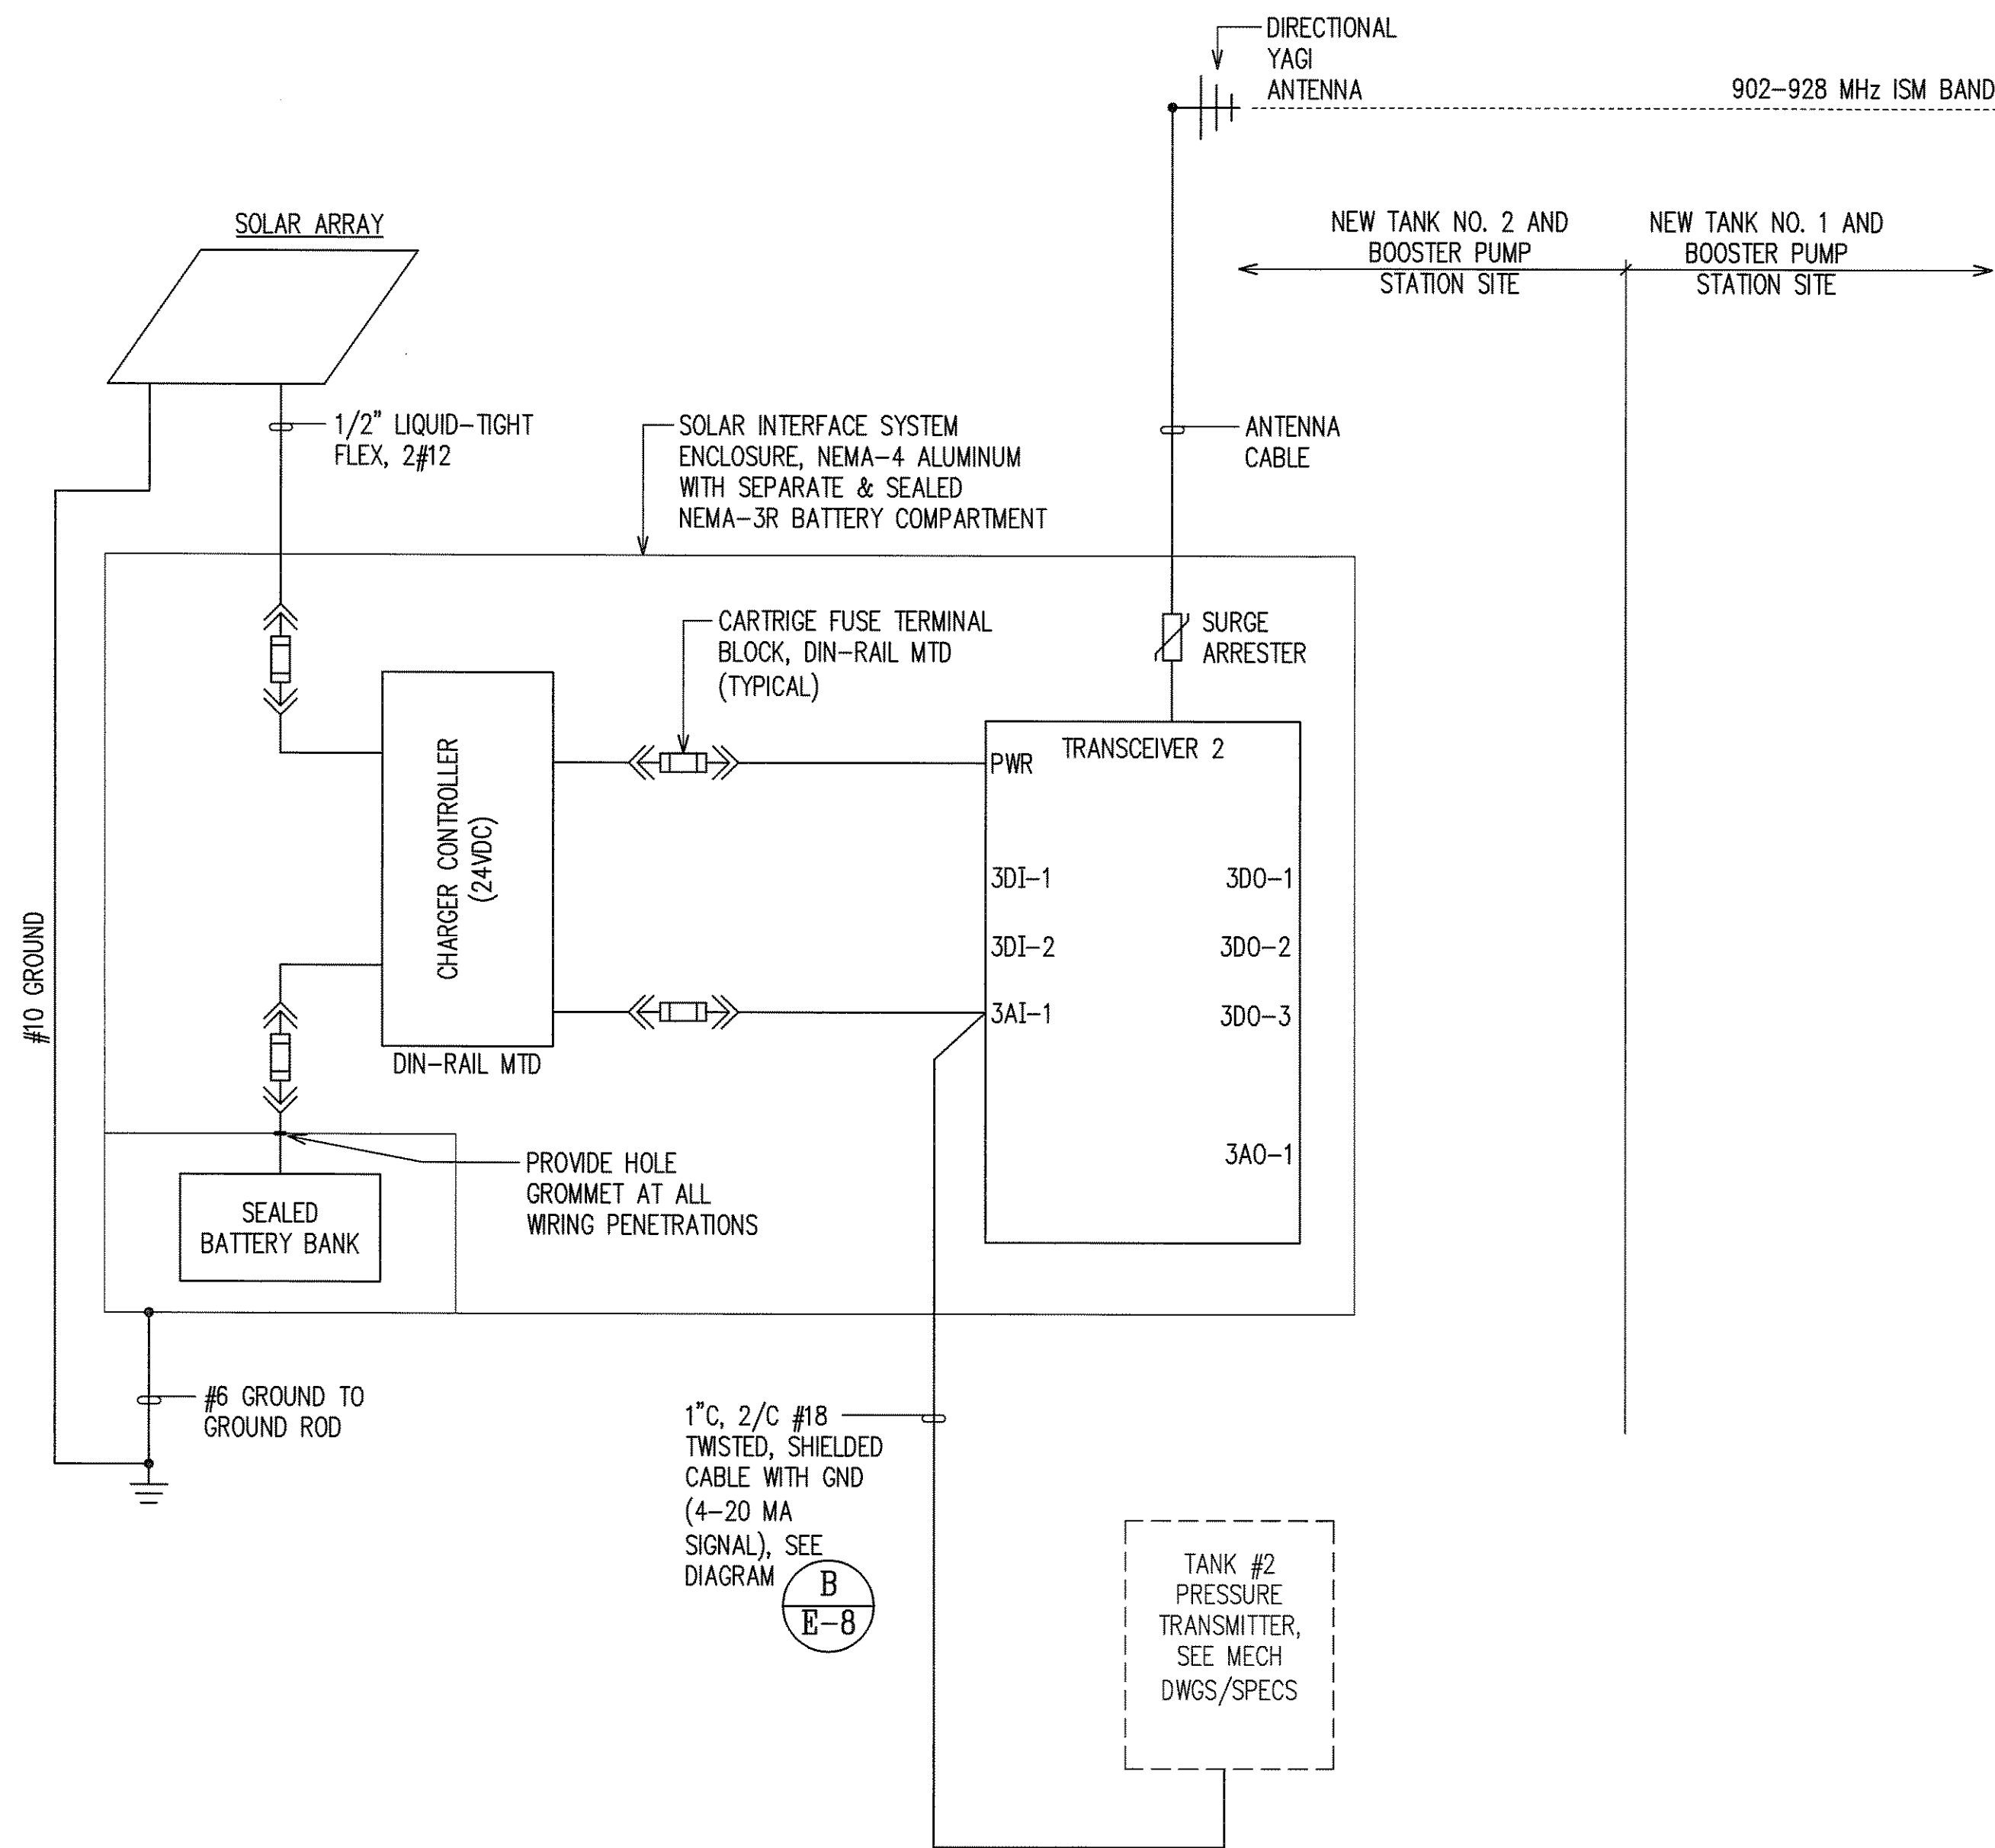 DIRECTIONAL
YAGI
ANTENNA
902-928 MHz ISM BAND
SOLAR ARRAY
NEW TANK NO. 2 AND
BOOSTER PUMP
STATION SITE
NEW TANK NO. 1 AND
BOOSTER PUMP
STATION SITE
1/2" LIQUID-TIGHT
FLEX, 2#12
SOLAR INTERFACE SYSTEM
ENCLOSURE, NEMA-4 ALUMINUM
WITH SEPARATE & SEALED
NEMA-3R BATTERY COMPARTMENT
ANTENNA
CABLE
CARTRIGE FUSE TERMINAL
BLOCK, DIN-RAIL MTD
(TYPICAL)
SURGE
ARRESTER
CHARGER CONTROLLER
(24VDC)
DIN-RAIL MTD
TRANSCEIVER 2
PWR
3DI-1
3DO-1
3DI-2
3DO-2
3AI-1
3DO-3
3AO-1
#10 GROUND
PROVIDE HOLE
GROMMET AT ALL
WIRING PENETRATIONS
SEALED
BATTERY BANK
#6 GROUND TO
GROUND ROD
1"C, 2/C #18
TWISTED, SHIELDED
CABLE WITH GND
(4-20 MA
SIGNAL), SEE
DIAGRAM
B
E-8
TANK #2
PRESSURE
TRANSMITTER,
SEE MECH
DWGS/SPECS